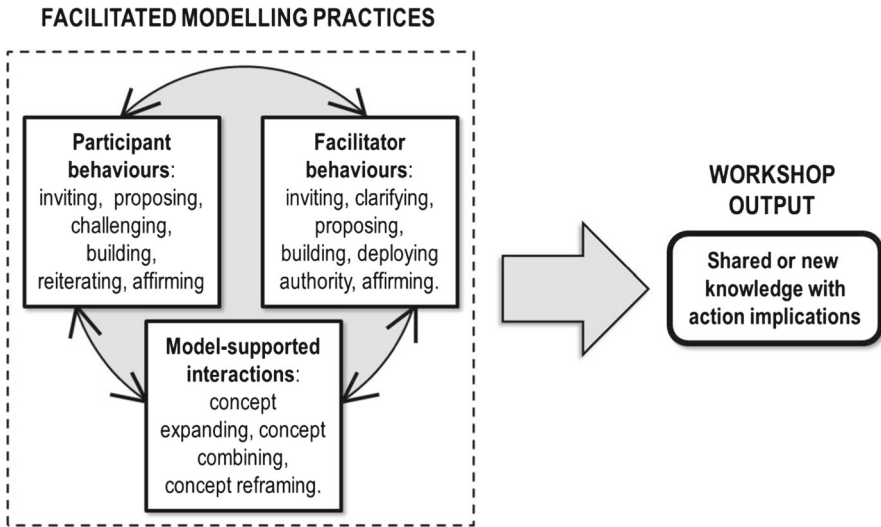 FACILITATED MODELLING PRACTICES
Participant
behaviours:
inviting, proposing,
challenging,
building,
reiterating, affirming
Facilitator
behaviours:
inviting, clarifying,
proposing,
building, deploying
authority, affirming.
Model-supported
interactions:
concept
expanding, concept
combining,
concept reframing.
WORKSHOP
OUTPUT
Shared or new
knowledge with
action implications